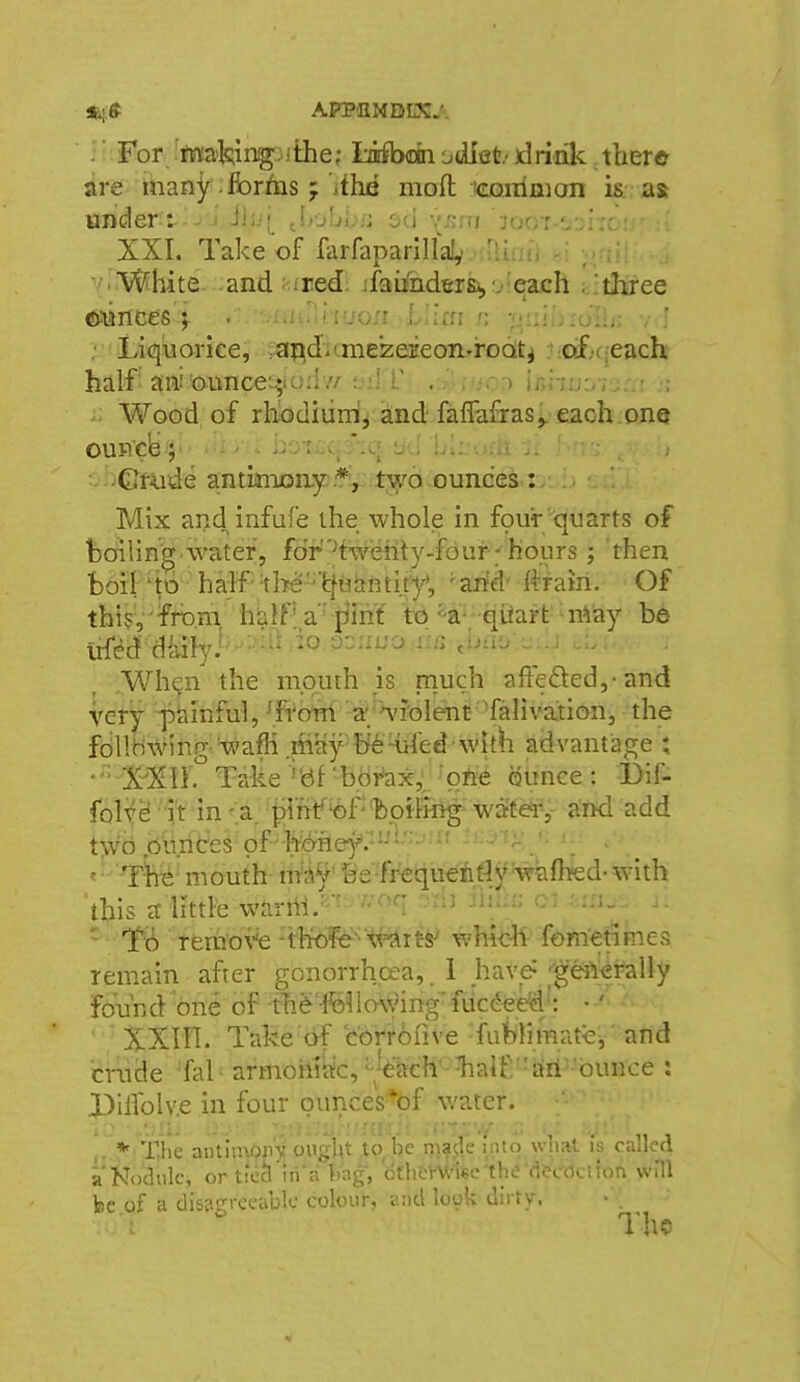 246 APPENDIX.
For making the Lisbon diet drink there
are many forms ; the moſt common is as
under :
XXI. Take of ſarſaparilla,
White and red ſaunders, each three
ounces ;
Liquorice, and mezereon-root, of each
half an ounce ;
Wood of rhodium, and ſaſſafras, each one
ounce ;
Crude antimony *, two ounces :
Mix and infuſe the whole in four quarts of
boiling water, for twenty-four hours ; then
boil to half the quantity, and ſtrain. Of
this, from half a pint to a quart may be
uſed daily.
When the mouth is much affected, and
very painful, from a violent ſalivation, the
following waſh may be uſed with advantage :
XXII. Take of borax, one ounce : Diſ-
ſolve it in a pint of boiling water, and add
two ounces of honey.
The mouth may be frequently waſhed with
this a little warm.
To remove thoſe warts which ſometimes
remain after gonorrhœa, I have generally
found one of the following ſucceed :
XXIII. Take of corroſive ſublimate, and
crude ſal armoniac, each half an ounce :
Diſſolve in four ounces of water.
* The antimony ought to be made into what is called
a Nodule, or tied in a bag, otherwiſe the decoction will
be of a diſagreeable colour, and look dirty.
The